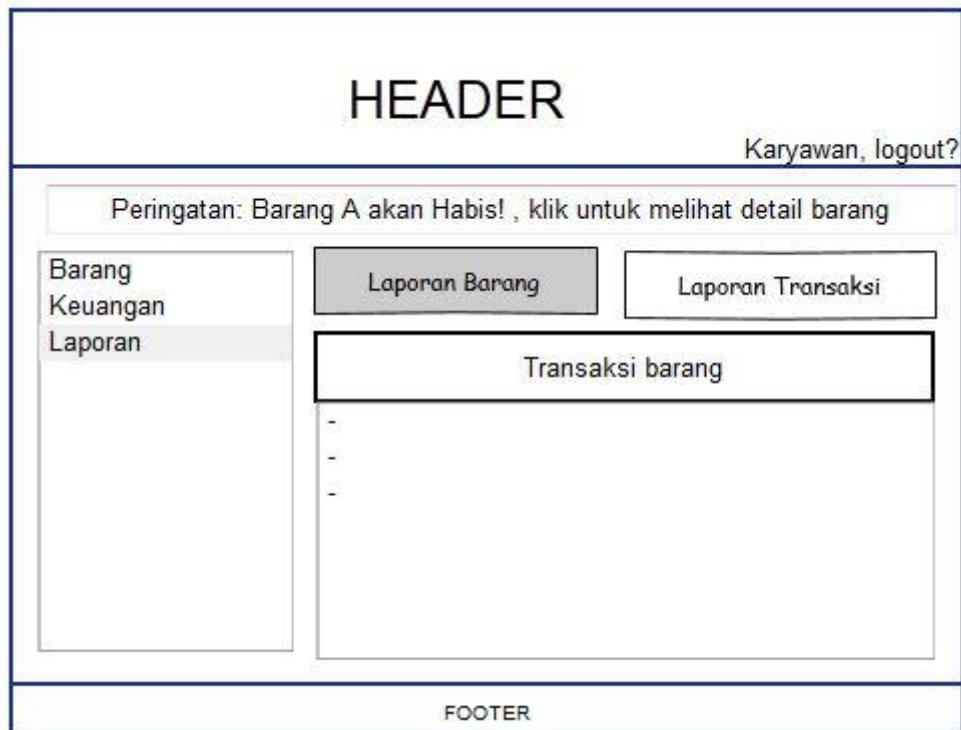 HEADER
Karyawan, logout?
Peringatan: Barang A akan Habis! , klik untuk melihat detail barang
Barang
Keuangan
Laporan
Laporan Barang
Laporan Transaksi
Transaksi barang
-
-
-
FOOTER